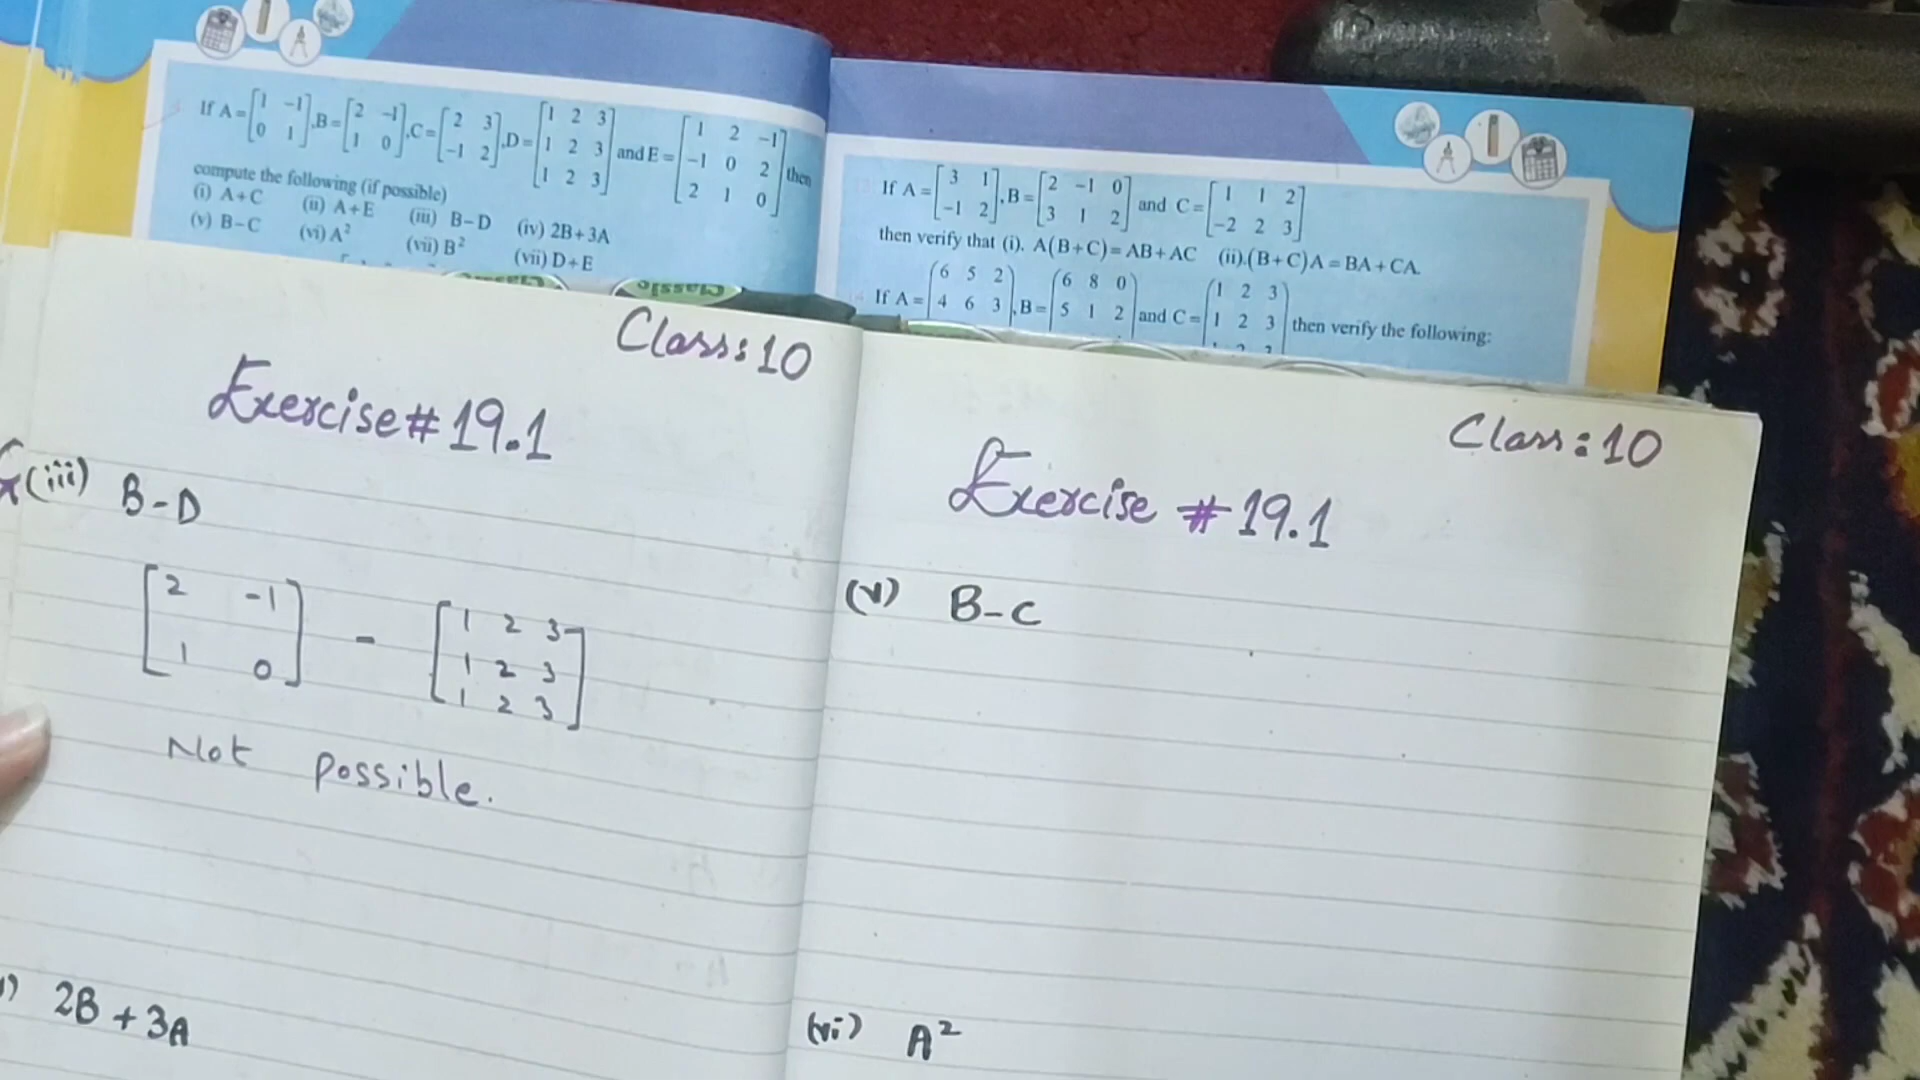 If A = [1 -1; 0 1], B = [2 -1; 1 0], C = [2 3; -1 2], D = [1 2 3; 1 2 3; 1 2 3] and E = [1 2 -1; -1 0 2; 2 1 0] then
compute the following (if possible)
(i) A+C (ii) A+E (iii) B-D (iv) 2B+3A
(v) B-C (vi) A² (vii) B² (vii) D+E
If A = [3 1; -1 2], B = [2 -1 0; 3 1 2] and C = [1 1 2; -2 2 3]
then verify that (i). A(B+C) = AB + AC (ii).(B+C)A = BA + CA.
If A = (6 5 2; 4 6 3, B = (6 8 0; 5 1 2 and C = (1 2 3; 1 2 3 then verify the following:
Class: 10
Exercise # 19.1
(iii) B-D
[2 -1; 1 0] - [1 2 3; 1 2 3; 1 2 3]
Not possible.
2B + 3A
Class: 10
Exercise # 19.1
(v) B-C
(vi) A²